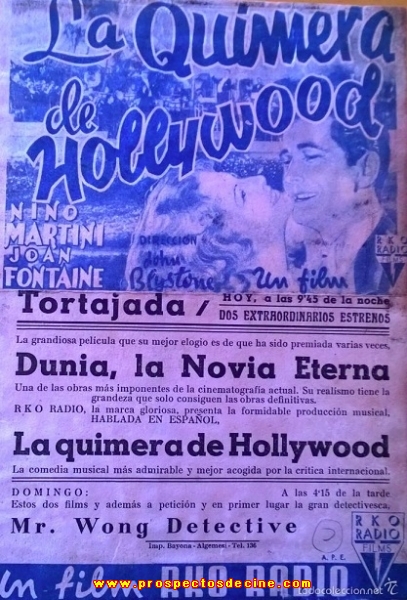 La Quimera
de
Hollywood
NINO
MARTINI
JOAN
FONTAINE
DIRECCION
John
Blystone
Un film
RKO
RADIO
Tortajada / HOY, a las 9'45 de la noche
DOS EXTRAORDINARIOS ESTRENOS
La grandiosa película que su mejor elogio es de que ha sido premiada varias veces,
Dunia, la Novia Eterna
Una de las obras más imponentes de la cinematografía actual. Su realismo tiene la
grandeza que solo consiguen las obras definitivas.
RKO RADIO, la marca gloriosa, presenta la formidable producción musical,
HABLADA EN ESPAÑOL,
La quimera de Hollywood
La comedia musical más admirable y mejor acogida por la crítica internacional.
DOMINGO: A las 4'15 de la tarde
Estos dos films y además a petición y en primer lugar la gran detectivesca,
Mr. Wong Detective
Imp. Bayona - Algemesí - Tel. 136
A. P. E.
RKO
RADIO
FILMS
Un film RKO RADIO
www.prospectosdecine.com
todocoleccion.net